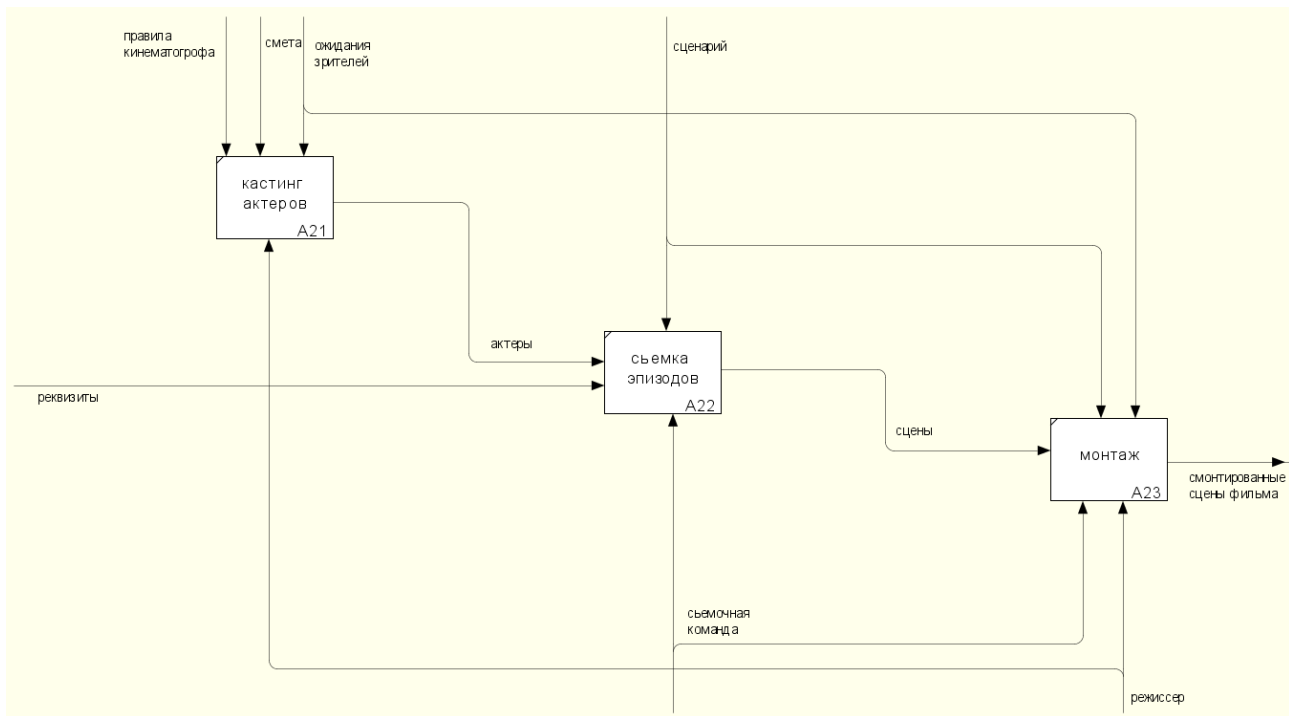 правила
кинематогрофа
смета
ожидания
зрителей
сценарий
кастинг
актеров
A21
актеры
реквизиты
сьемка
эпизодов
A22
сцены
монтаж
A23
смонтированные
сцены фильма
сьемочная
команда
режиссер